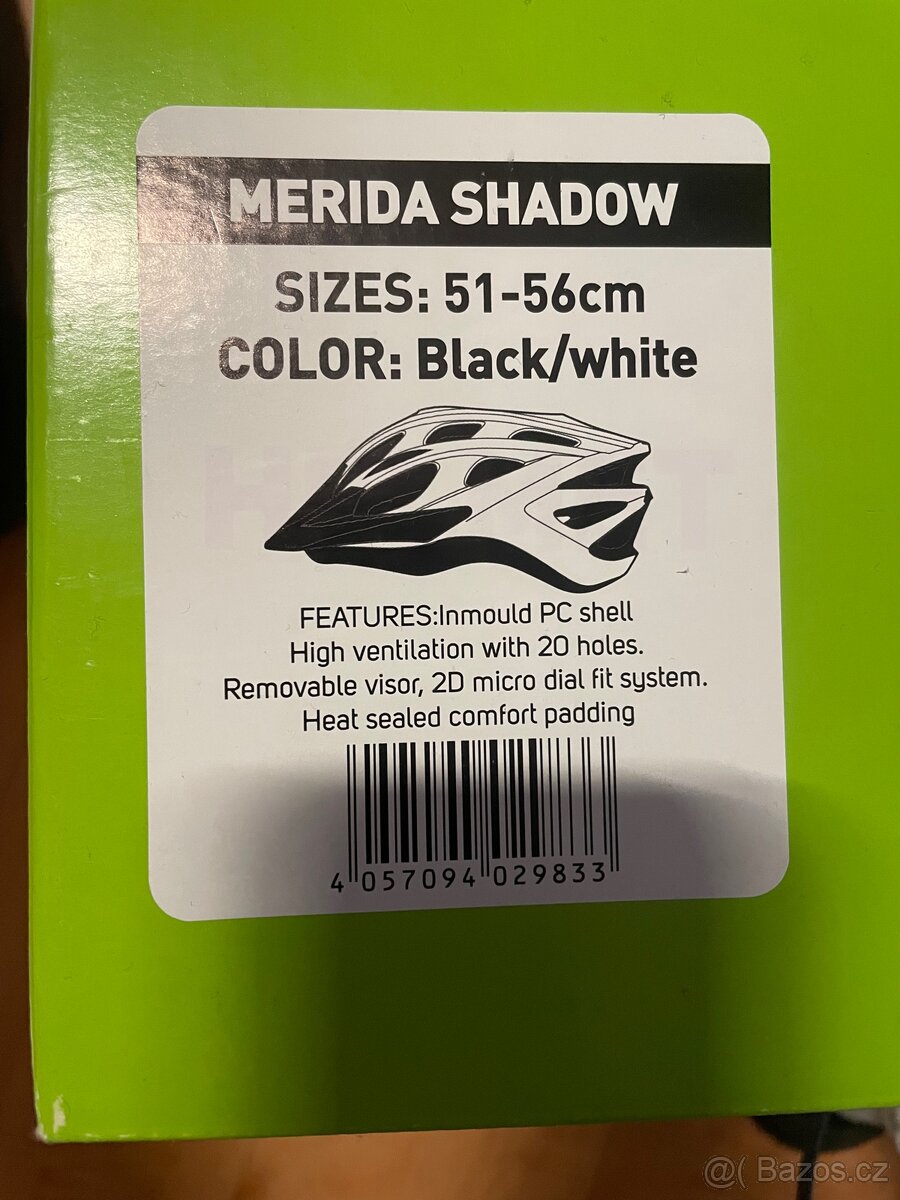 MERIDA SHADOW
SIZES: 51-56cm
COLOR: Black/white
FEATURES:Inmould PC shell
High ventilation with 20 holes.
Removable visor, 2D micro dial fit system.
Heat sealed comfort padding
4 057094 029833
@( Bazos.cz